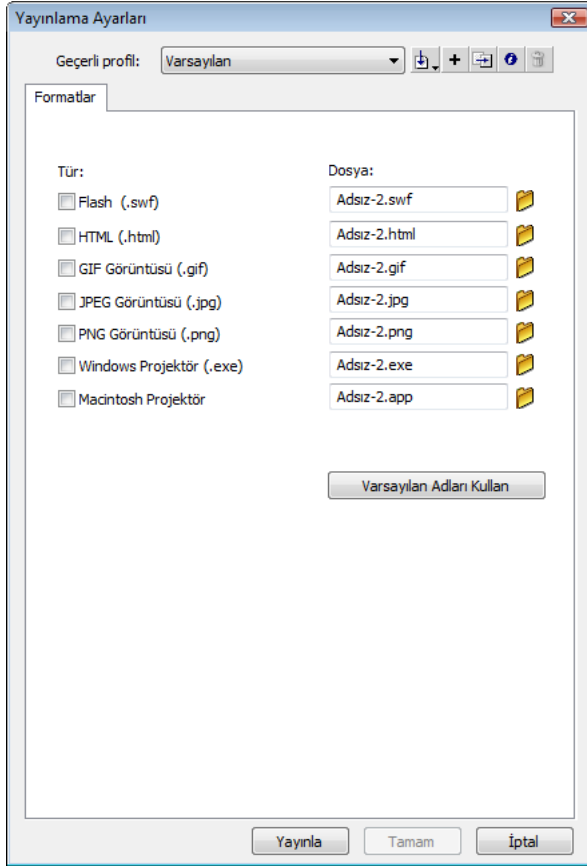 Yayınlama Ayarları
Geçerli profil: Varsayılan
Formatlar
Tür: Dosya:
Flash (.swf) Adsız-2.swf
HTML (.html) Adsız-2.html
GIF Görüntüsü (.gif) Adsız-2.gif
JPEG Görüntüsü (.jpg) Adsız-2.jpg
PNG Görüntüsü (.png) Adsız-2.png
Windows Projektör (.exe) Adsız-2.exe
Macintosh Projektör Adsız-2.app
Varsayılan Adları Kullan
Yayınla Tamam İptal